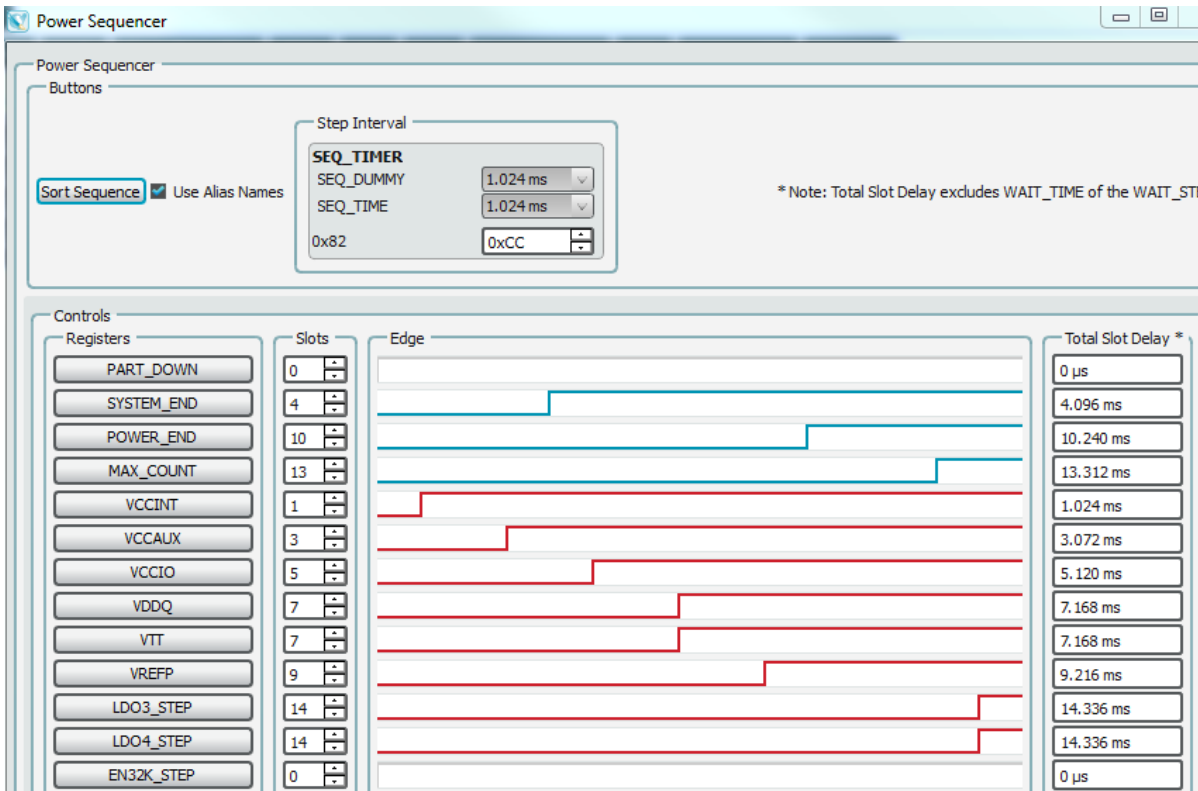 Power Sequencer
Power Sequencer
Buttons
Step Interval
SEQ_TIMER
SEQ_DUMMY 1.024 ms
Sort Sequence Use Alias Names SEQ_TIME 1.024 ms * Note: Total Slot Delay excludes WAIT_TIME of the
0x82 0xCC
Controls
Registers Slots Edge Total Slot Delay *
PART_DOWN 0 0 µs
SYSTEM_END 4 4.096 ms
POWER_END 10 10.240 ms
MAX_COUNT 13 13.312 ms
VCCINT 1 1.024 ms
VCCAUX 3 3.072 ms
VCCIO 5 5.120 ms
VDDQ 7 7.168 ms
VTT 7 7.168 ms
VREFP 9 9.216 ms
LDO3_STEP 14 14.336 ms
LDO4_STEP 14 14.336 ms
EN32K_STEP 0 0 µs